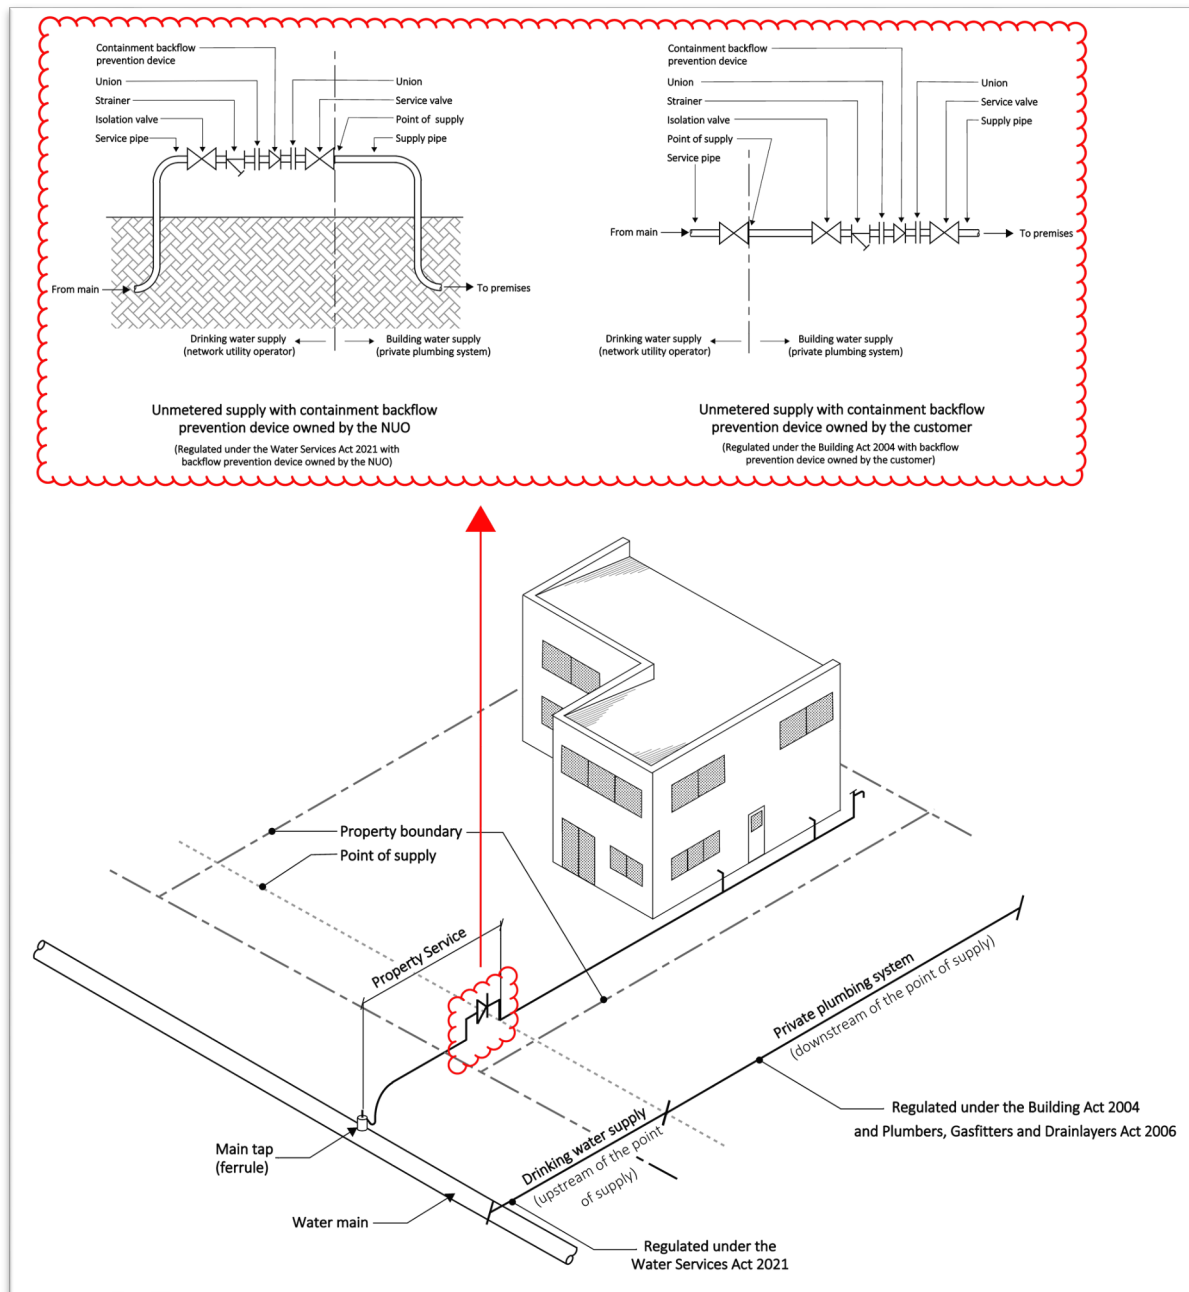 Containment backflow
prevention device
Union
Strainer
Isolation valve
Service pipe
Union
Service valve
Point of supply
Supply pipe
From main
To premises
Drinking water supply
(network utility operator)
Building water supply
(private plumbing system)
Unmetered supply with containment backflow
prevention device owned by the NUO
(Regulated under the Water Services Act 2021 with
backflow prevention device owned by the NUO)
Containment backflow
prevention device
Union
Strainer
Isolation valve
Point of supply
Service pipe
Union
Service valve
Supply pipe
From main
To premises
Drinking water supply
(network utility operator)
Building water supply
(private plumbing system)
Unmetered supply with containment backflow
prevention device owned by the customer
(Regulated under the Building Act 2004 with backflow
prevention device owned by the customer)
Property boundary
Point of supply
Property Service
Private plumbing system
(downstream of the point of supply)
Regulated under the Building Act 2004
and Plumbers, Gasfitters and Drainlayers Act 2006
Drinking water supply
(upstream of the point
of supply)
Main tap
(ferrule)
Water main
Regulated under the
Water Services Act 2021